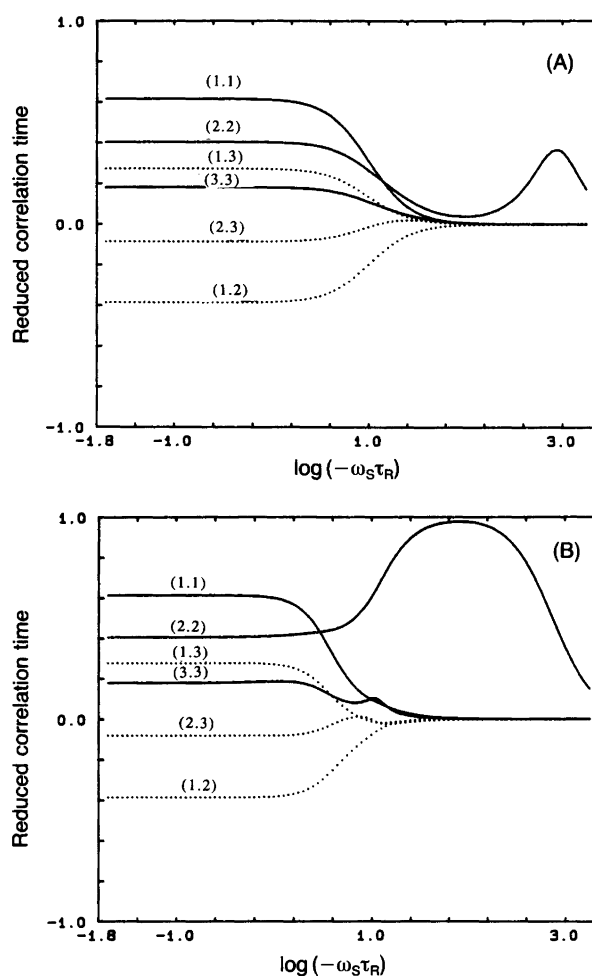 1.0
(A)
(1.1)
(2.2)
(1.3)
(3.3)
0.0
(2.3)
(1.2)
Reduced correlation time
-1.0
-1.8 -1.0 1.0 3.0
log (-ωSτR)
1.0
(B)
(1.1)
(2.2)
(1.3)
(3.3)
0.0
(2.3)
(1.2)
Reduced correlation time
-1.0
-1.8 -1.0 1.0 3.0
log (-ωSτR)